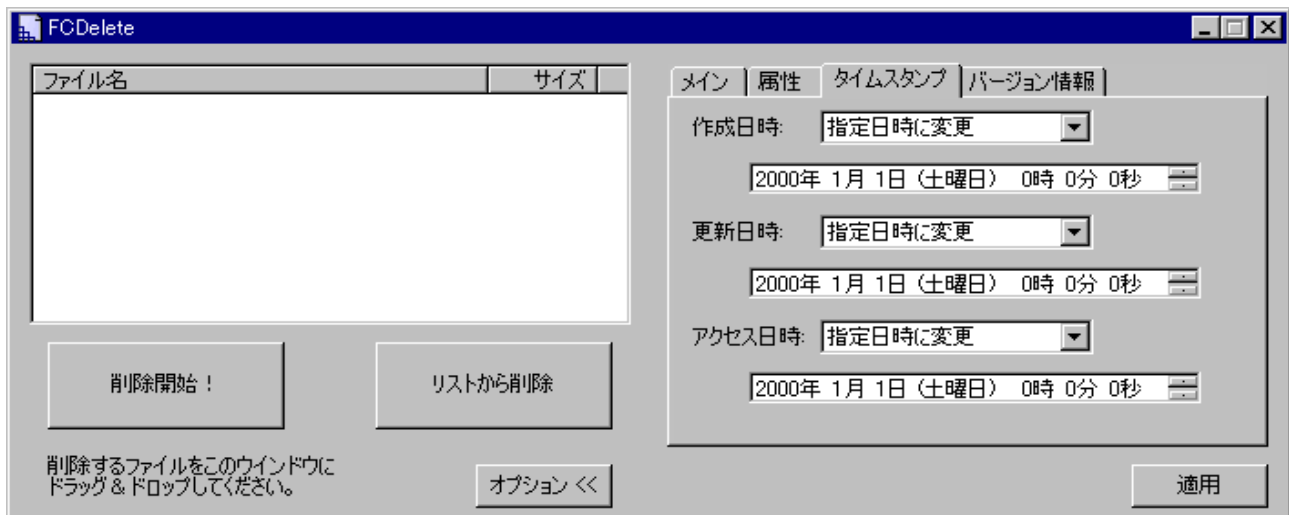 FCDelete
ファイル名 サイズ
メイン 属性 タイムスタンプ バージョン情報
作成日時: 指定日時に変更
2000年 1月 1日 (土曜日) 0時 0分 0秒
更新日時: 指定日時に変更
2000年 1月 1日 (土曜日) 0時 0分 0秒
アクセス日時: 指定日時に変更
2000年 1月 1日 (土曜日) 0時 0分 0秒
削除開始！ リストから削除
削除するファイルをこのウインドウに
ドラッグ＆ドロップしてください。
オプション << 適用